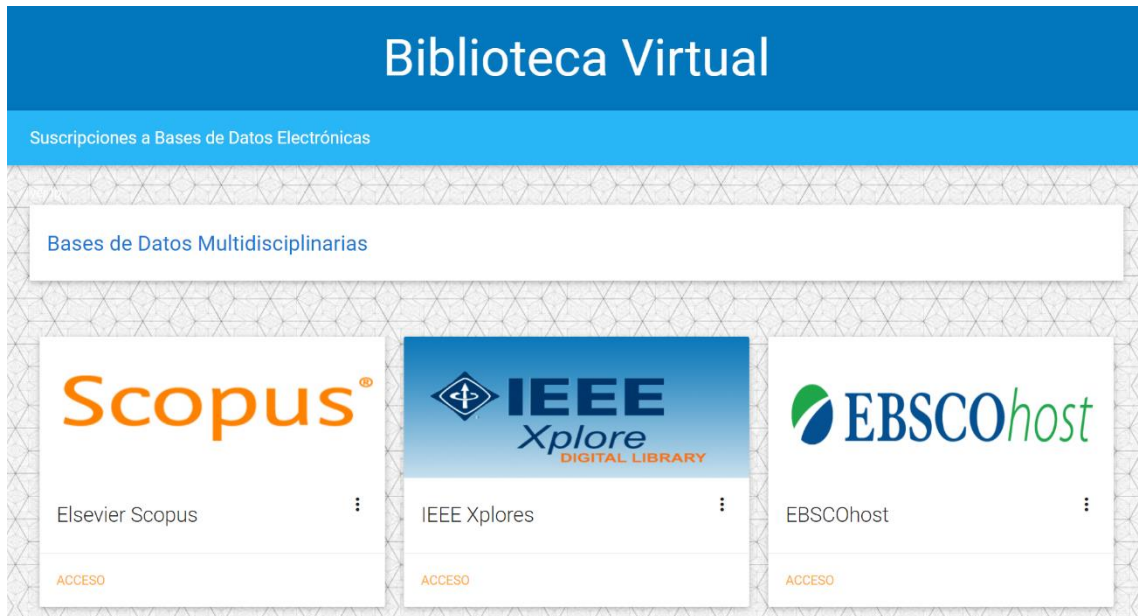 Biblioteca Virtual
Suscripciones a Bases de Datos Electrónicas
Bases de Datos Multidisciplinarias
Scopus®
IEEE
Xplore
DIGITAL LIBRARY
EBSCOhost
Elsevier Scopus
IEEE Xplores
EBSCOhost
ACCESO
ACCESO
ACCESO